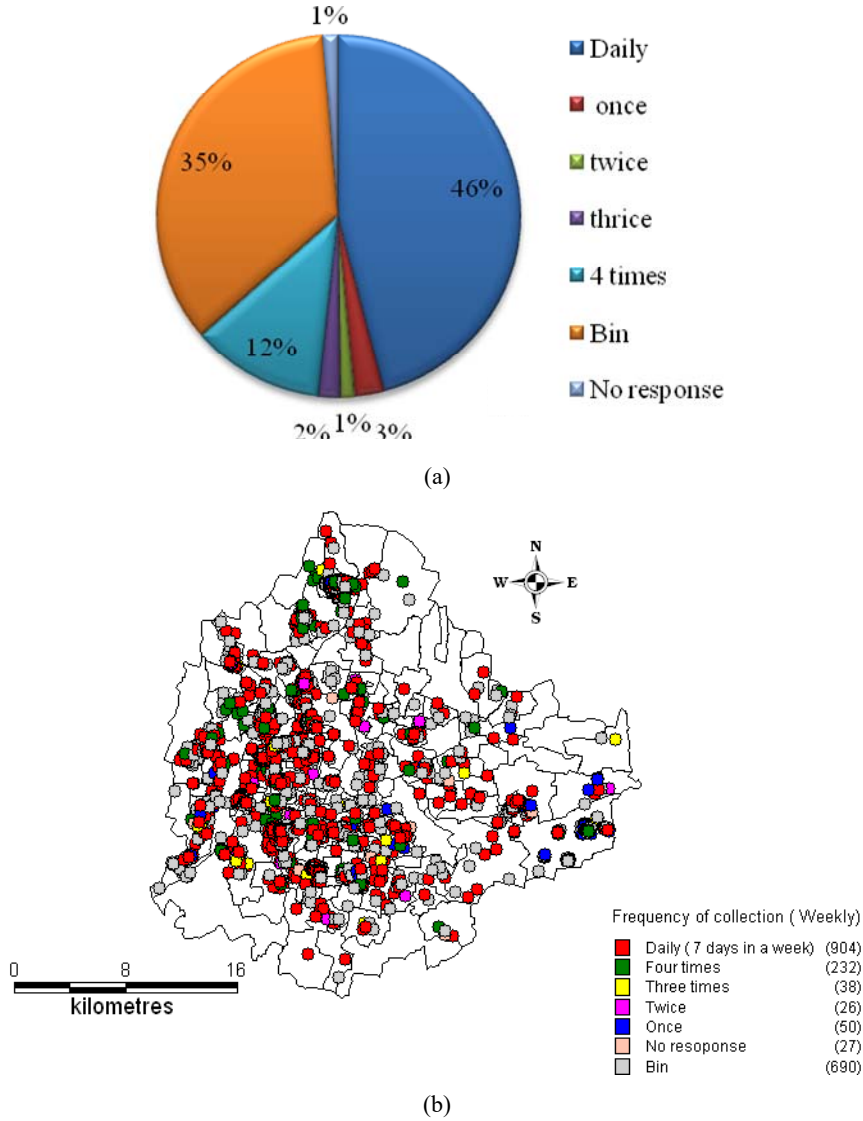 1%
Daily
once
twice
thrice
4 times
Bin
No response
35%
46%
12%
2% 1% 3%
(a)
N
W E
S
Frequency of collection ( Weekly)
Daily ( 7 days in a week) (904)
Four times (232)
Three times (38)
Twice (26)
Once (50)
No resoponse (27)
Bin (690)
0 8 16
kilometres
(b)